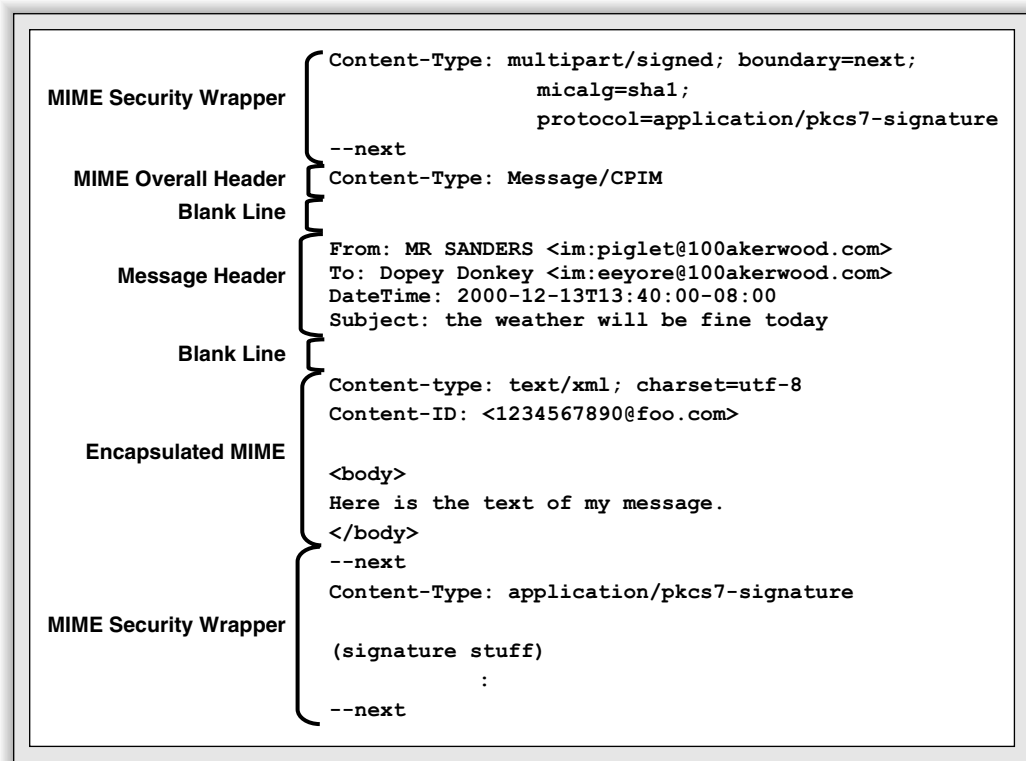 Content-Type: multipart/signed; boundary=next;
MIME Security Wrapper
micalg=sha1;
protocol=application/pkcs7-signature
--next
MIME Overall Header
Content-Type: Message/CPIM
Blank Line
Message Header
From: MR SANDERS <im:piglet@100akerwood.com>
To: Dopey Donkey <im:eeyore@100akerwood.com>
DateTime: 2000-12-13T13:40:00-08:00
Subject: the weather will be fine today
Blank Line
Encapsulated MIME
Content-type: text/xml; charset=utf-8
Content-ID: <1234567890@foo.com>
<body>
Here is the text of my message.
</body>
MIME Security Wrapper
--next
Content-Type: application/pkcs7-signature
(signature stuff)
:
--next